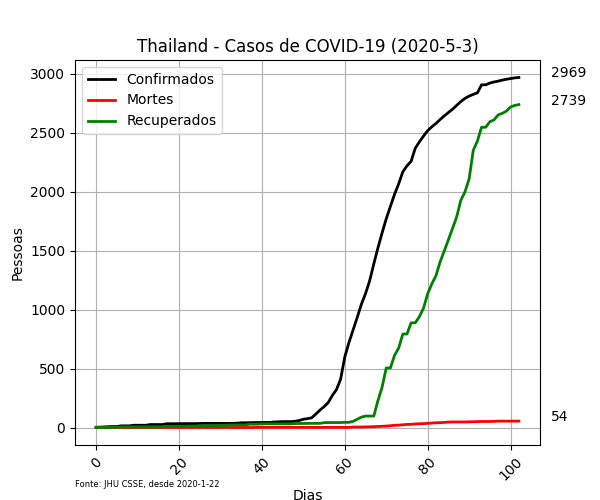 Thailand - Casos de COVID-19 (2020-5-3)
Confirmados
Mortes
Recuperados
2969
2739
54
Pessoas
3000
2500
2000
1500
1000
500
0
0
20
40
60
80
100
Fonte: JHU CSSE, desde 2020-1-22
Dias